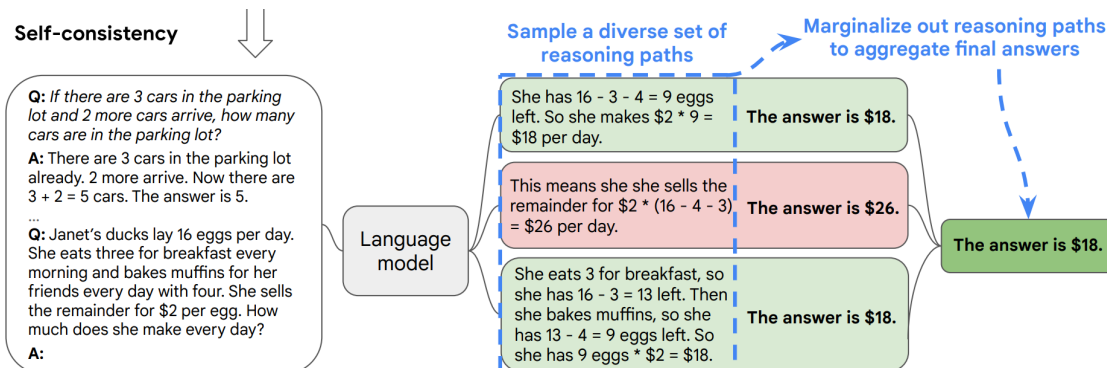 Self-consistency
Sample a diverse set of
reasoning paths
Marginalize out reasoning paths
to aggregate final answers
Q: If there are 3 cars in the parking
lot and 2 more cars arrive, how many
cars are in the parking lot?
A: There are 3 cars in the parking lot
already. 2 more arrive. Now there are
3 + 2 = 5 cars. The answer is 5.
...
Q: Janet's ducks lay 16 eggs per day.
She eats three for breakfast every
morning and bakes muffins for her
friends every day with four. She sells
the remainder for $2 per egg. How
much does she make every day?
A:
Language
model
She has 16 - 3 - 4 = 9 eggs
left. So she makes $2 * 9 =
$18 per day.
The answer is $18.
This means she she sells the
remainder for $2 * (16 - 4 - 3)
= $26 per day.
The answer is $26.
She eats 3 for breakfast, so
she has 16 - 3 = 13 left. Then
she bakes muffins, so she
has 13 - 4 = 9 eggs left. So
she has 9 eggs * $2 = $18.
The answer is $18.
The answer is $18.